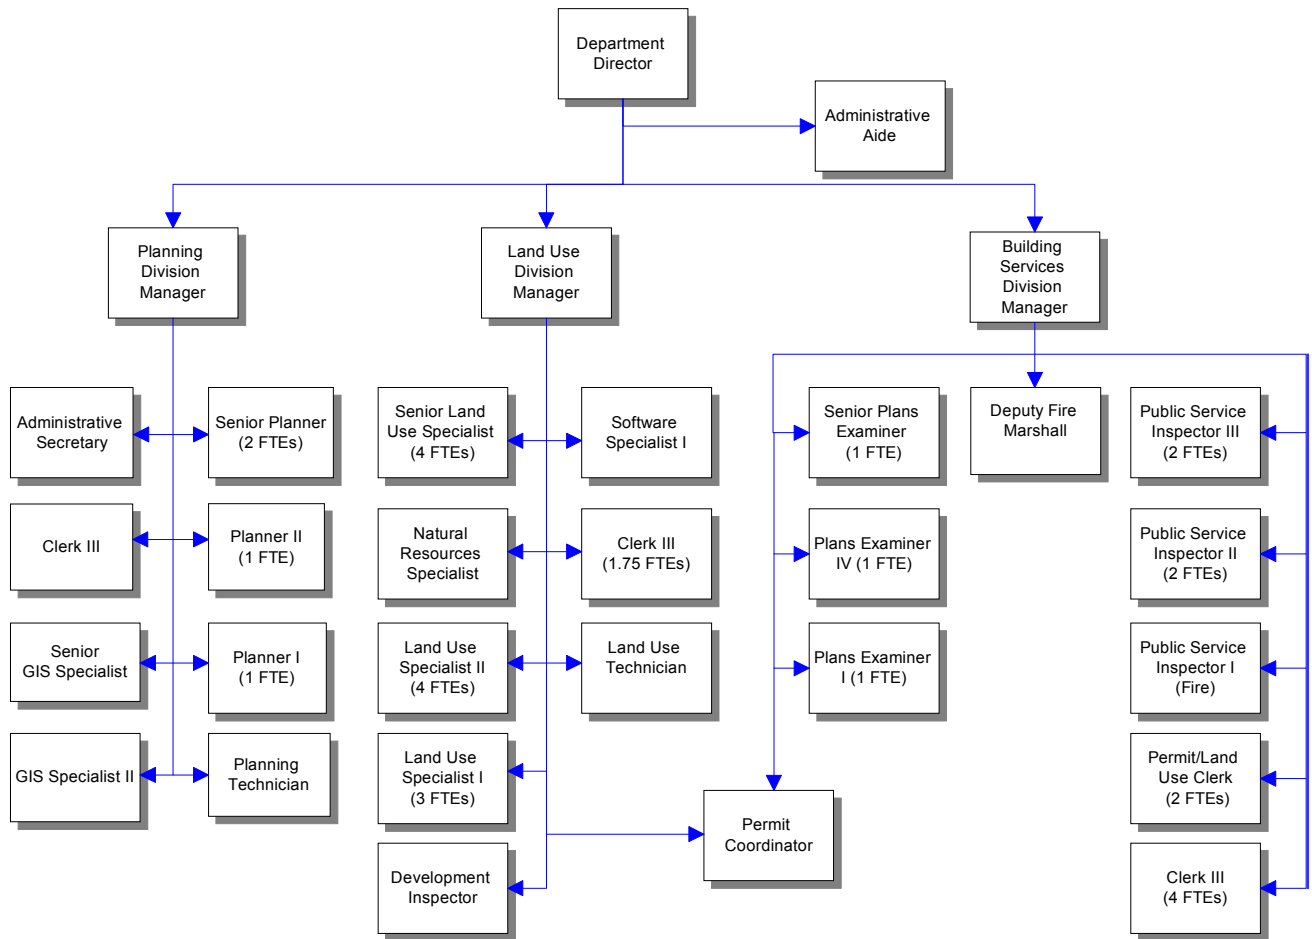 Department
Director
Administrative
Aide
Planning
Division
Manager
Land Use
Division
Manager
Building
Services
Division
Manager
Administrative
Secretary
Senior Planner
(2 FTEs)
Clerk III
Planner II
(1 FTE)
Senior
GIS Specialist
Planner I
(1 FTE)
GIS Specialist II
Planning
Technician
Senior Land
Use Specialist
(4 FTEs)
Software
Specialist I
Natural
Resources
Specialist
Clerk III
(1.75 FTEs)
Land Use
Specialist II
(4 FTEs)
Land Use
Technician
Land Use
Specialist I
(3 FTEs)
Development
Inspector
Permit
Coordinator
Senior Plans
Examiner
(1 FTE)
Plans Examiner
IV (1 FTE)
Plans Examiner
I (1 FTE)
Deputy Fire
Marshall
Public Service
Inspector III
(2 FTEs)
Public Service
Inspector II
(2 FTEs)
Public Service
Inspector I
(Fire)
Permit/Land
Use Clerk
(2 FTEs)
Clerk III
(4 FTEs)